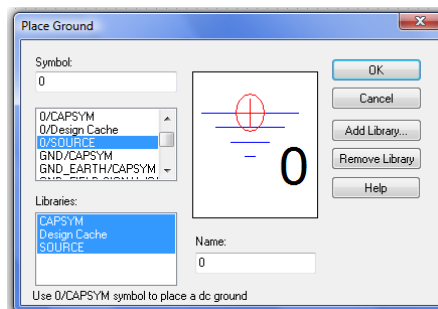 Place Ground
Symbol:
0
0/CAPSYM
0/Design Cache
0/SOURCE
GND/CAPSYM
GND_EARTH/CAPSYM
Libraries:
CAPSYM
Design Cache
SOURCE
0
Name:
0
OK
Cancel
Add Library...
Remove Library
Help
Use 0/CAPSYM symbol to place a dc ground